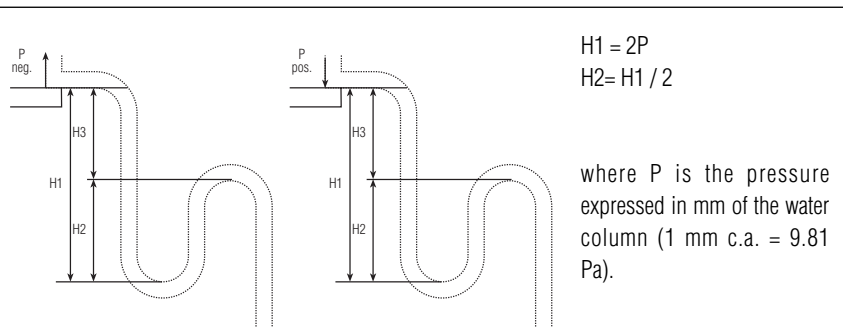 P
neg.
H3
H1
H2
P
pos.
H3
H1
H2
H1 = 2P
H2= H1 / 2
where P is the pressure
expressed in mm of the water
column (1 mm c.a. = 9.81
Pa).